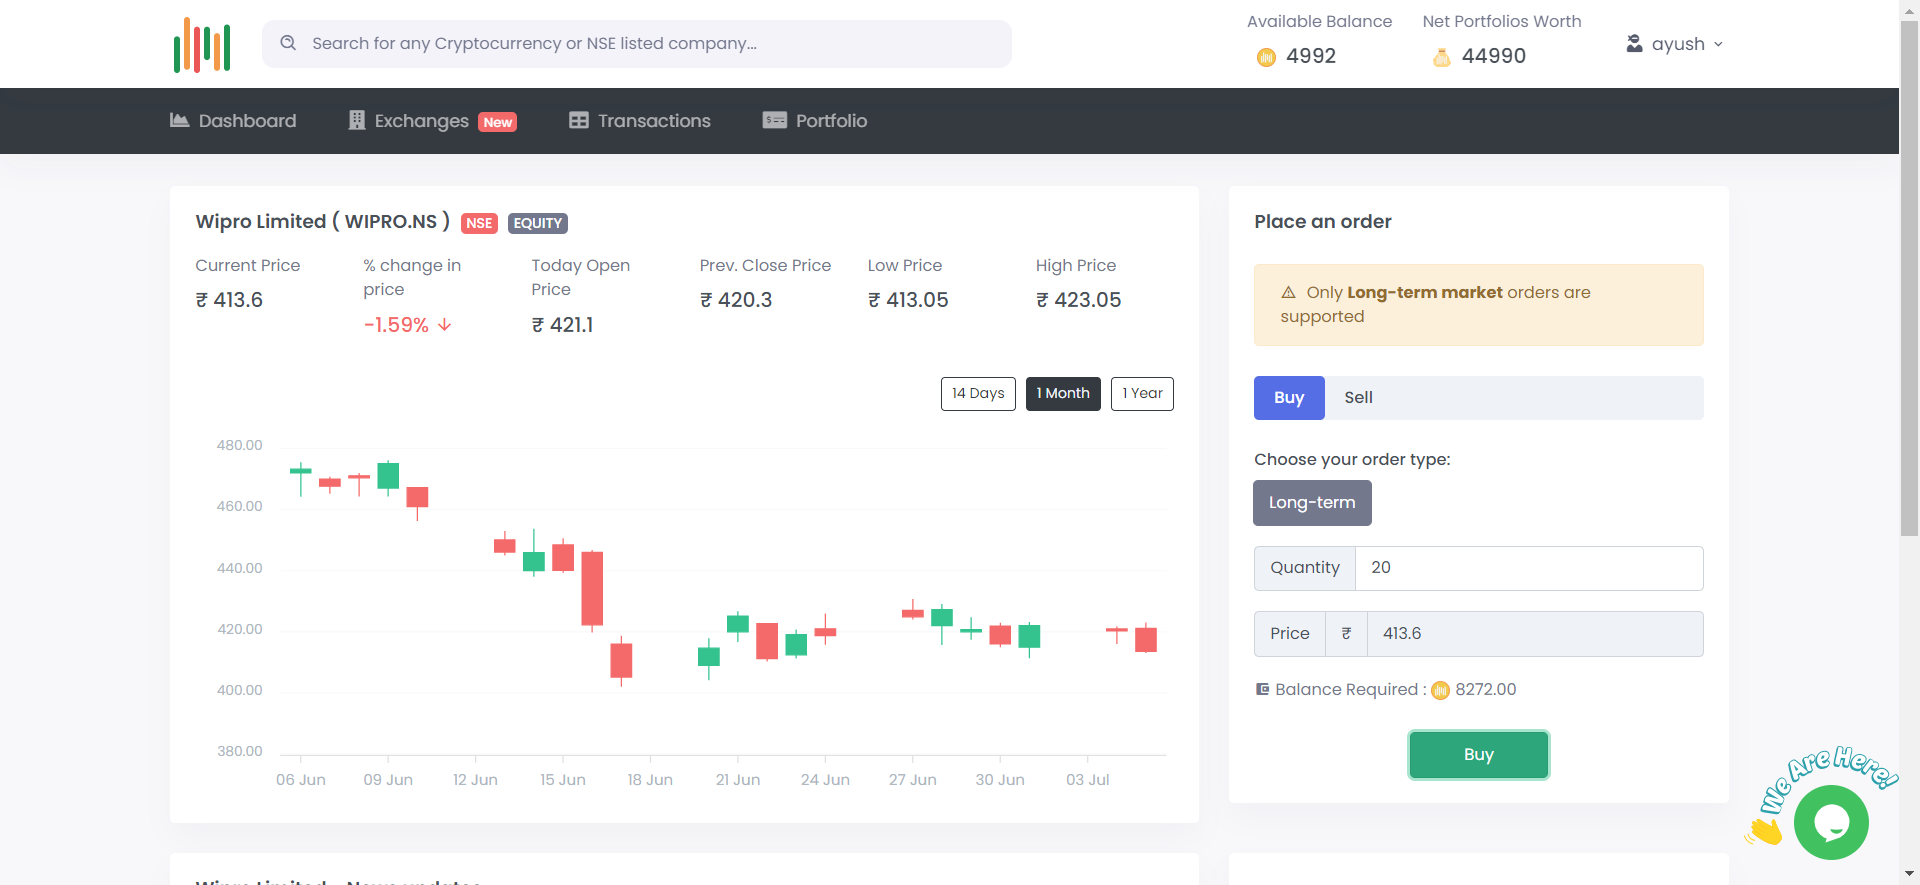 Search for any Cryptocurrency or NSE listed company...
Available Balance
4992
Net Portfolios Worth
44990
ayush
Dashboard
Exchanges New
Transactions
Portfolio
Wipro Limited ( WIPRO.NS ) NSE EQUITY
Current Price
₹ 413.6
% change in
price
-1.59% ↓
Today Open
Price
₹ 421.1
Prev. Close Price
₹ 420.3
Low Price
₹ 413.05
High Price
₹ 423.05
14 Days
1 Month
1 Year
480.00
460.00
440.00
420.00
400.00
380.00
06 Jun
09 Jun
12 Jun
15 Jun
18 Jun
21 Jun
24 Jun
27 Jun
30 Jun
03 Jul
Place an order
Only Long-term market orders are
supported
Buy
Sell
Choose your order type:
Long-term
Quantity 20
Price ₹ 413.6
Balance Required : 8272.00
Buy
We Are Here!
Wipro Limited - News updates